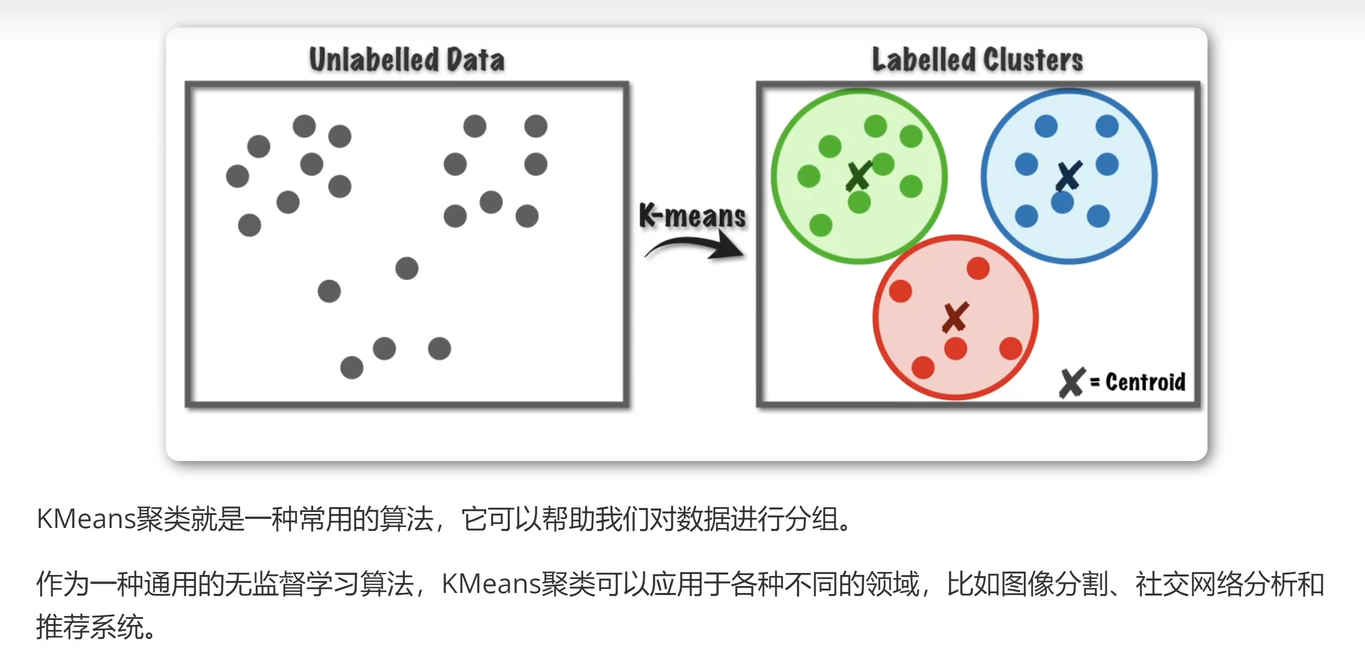 Unlabelled Data
Labelled Clusters
K-means
= Centroid
KMeans聚类就是一种常用的算法，它可以帮助我们对数据进行分组。
作为一种通用的无监督学习算法，KMeans聚类可以应用于各种不同的领域，比如图像分割、社交网络分析和
推荐系统。